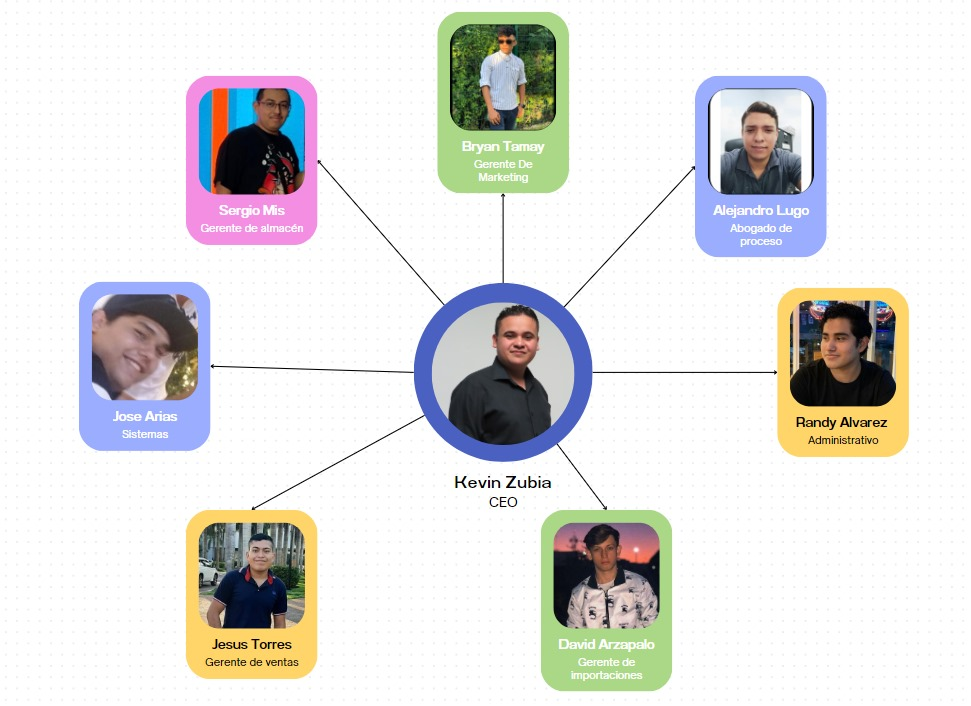 Bryan Tamay
Gerente De
Marketing
Sergio Mis
Gerente de almacén
Alejandro Lugo
Abogado de
proceso
Jose Arias
Sistemas
Randy Alvarez
Administrativo
Kevin Zubia
CEO
Jesus Torres
Gerente de ventas
David Arzapalo
Gerente de
importaciones